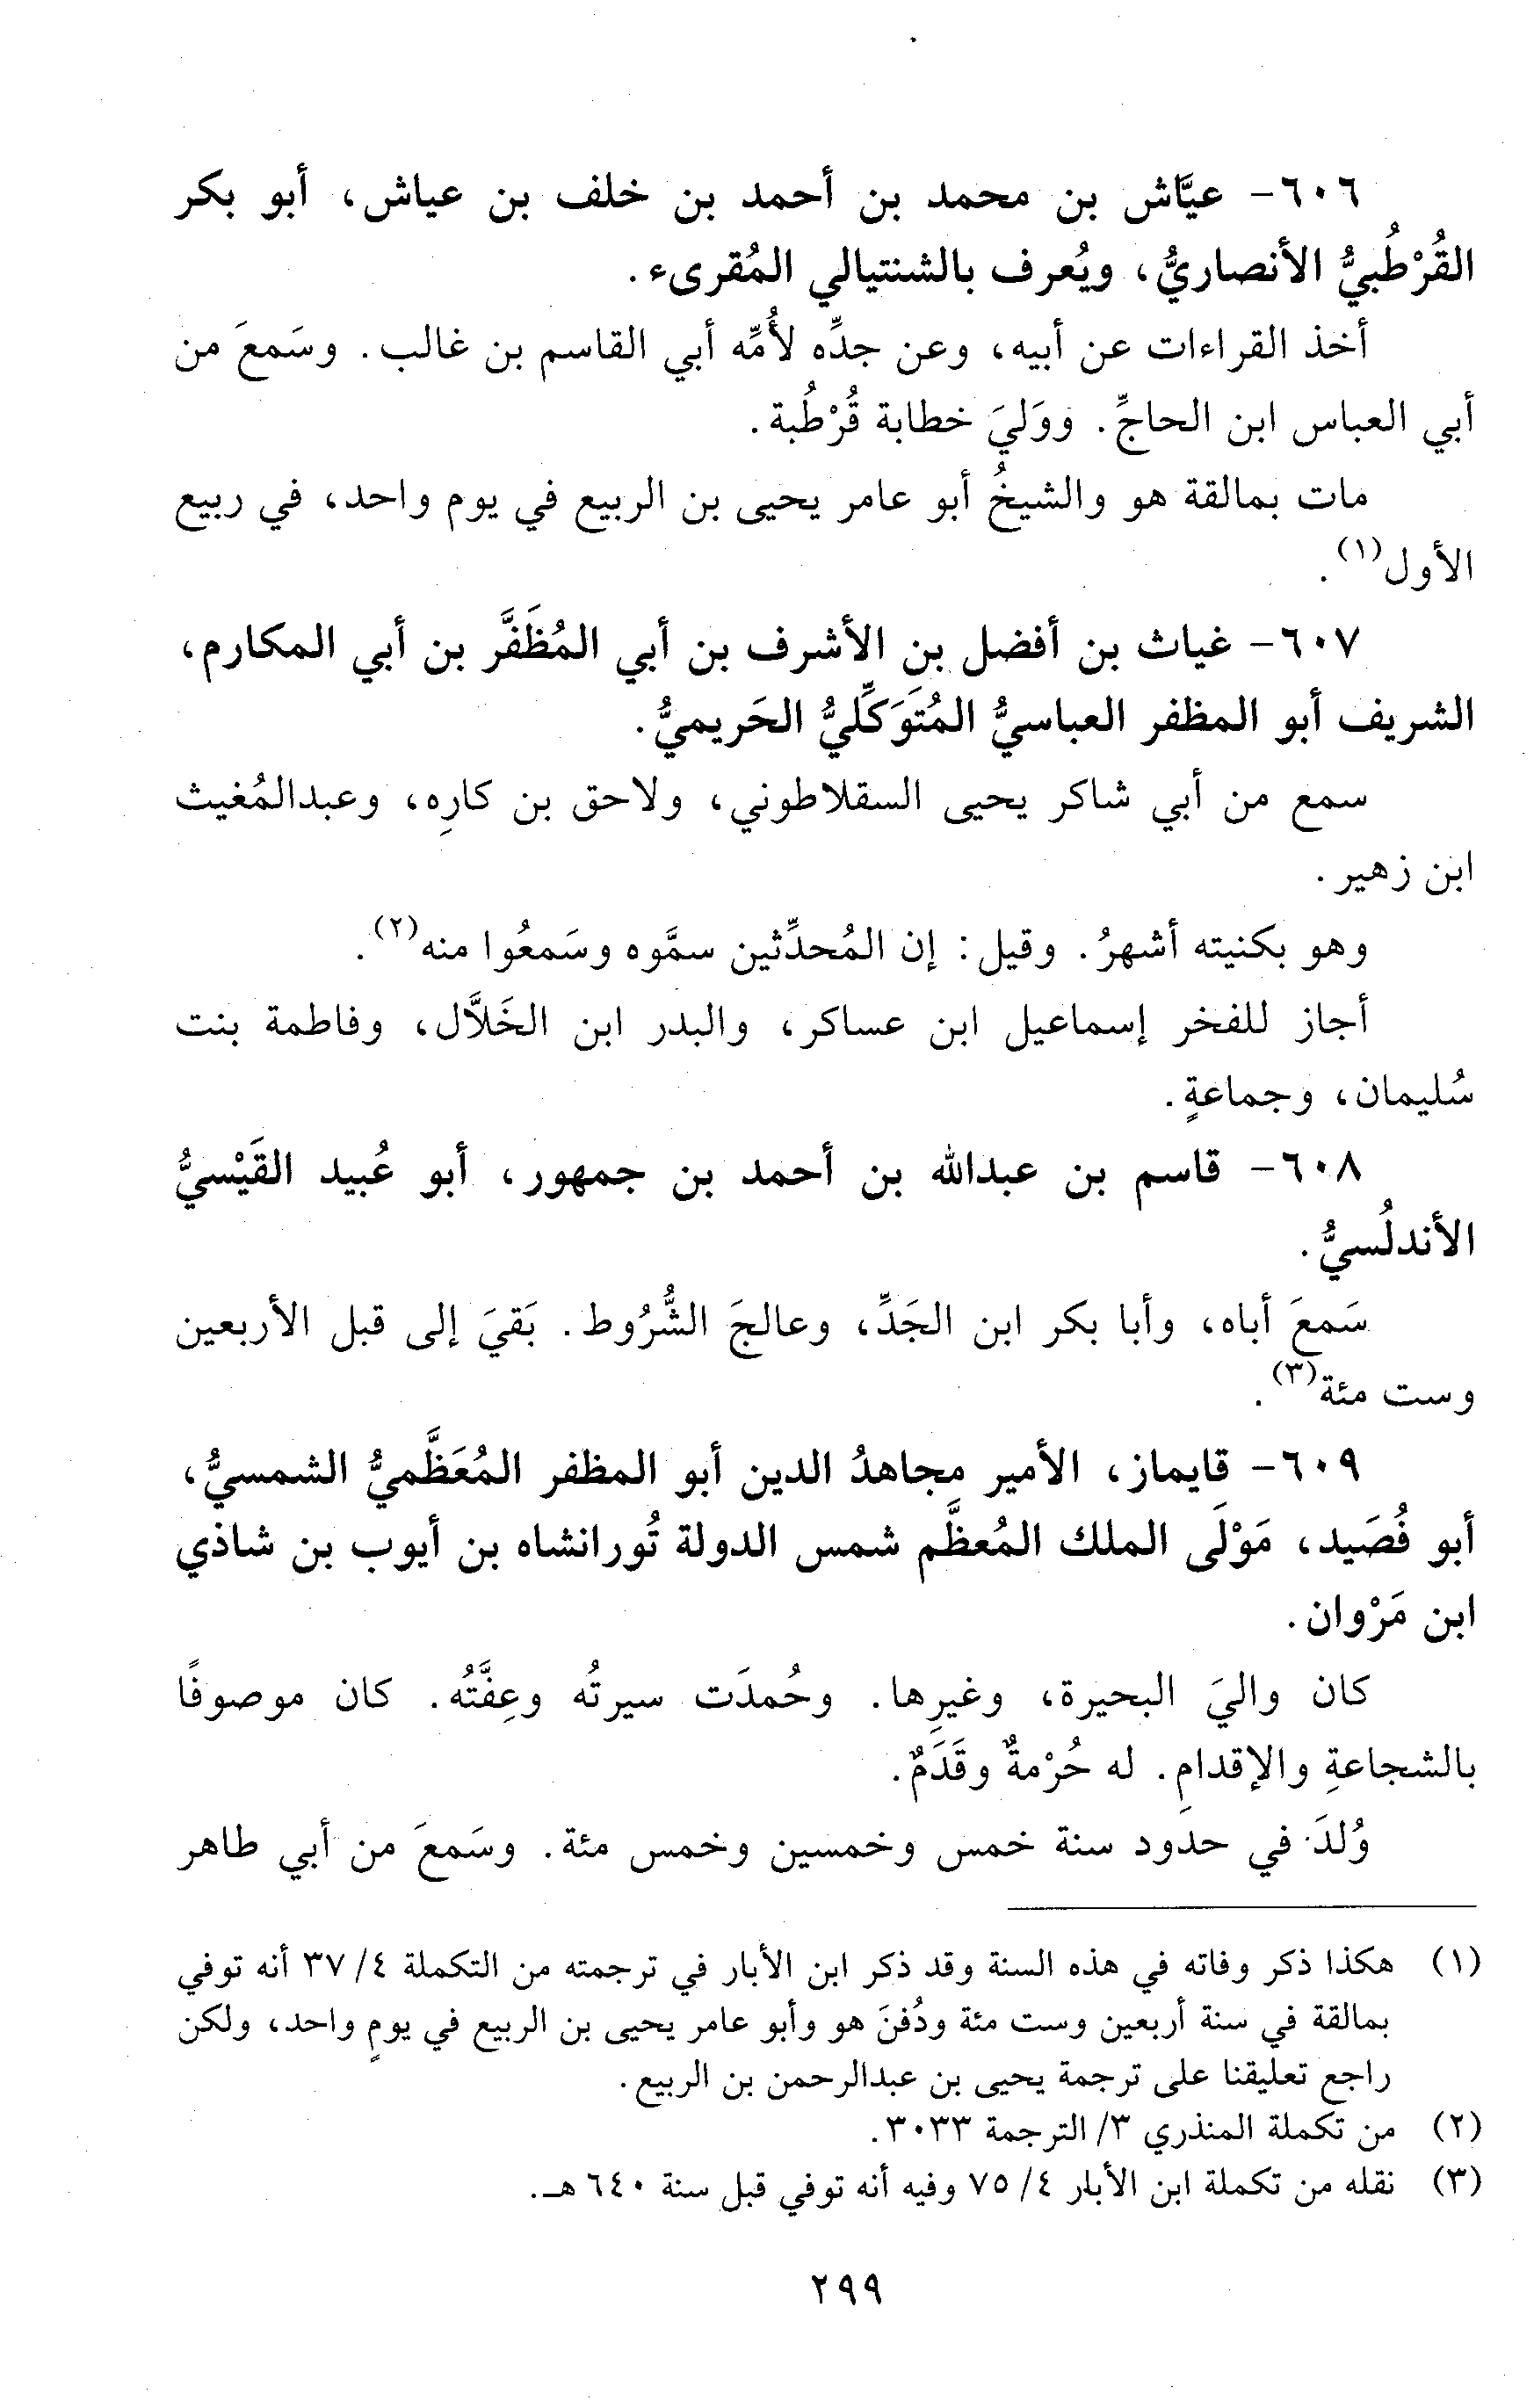 ٦٠٦- عيَّاش بن محمد بن أحمد بن خلف بن عياش، أبو بكر
القُرْطُبيُّ الأنصاريُّ، ويُعرف بالشنتيالي المُقرىء.
أخذ القراءات عن أبيه، وعن جدِّه لأُمِّه أبي القاسم بن غالب. وسَمعَ من
أبي العباس ابن الحاجِّ. ووَليَ خطابة قُرْطُبة.
مات بمالقة هو والشيخُ أبو عامر يحيى بن الربيع في يوم واحد، في ربيع
الأول(١).
٦٠٧- غياث بن أفضل بن الأشرف بن أبي المُظَفَّر بن أبي المكارم،
الشريف أبو المظفر العباسيُّ المُتَوَكِّليُّ الحَريميُّ.
سمع من أبي شاكر يحيى السقلاطوني، ولاحق بن كارِه، وعبدالمُغيث
ابن زهير.
وهو بكنيته أشهرُ. وقيل: إن المُحدِّثين سمَّوه وسَمعُوا منه(٢).
أجاز للفخر إسماعيل ابن عساكر، والبدر ابن الخَلاَّل، وفاطمة بنت
سُليمان، وجماعةٍ.
٦٠٨- قاسم بن عبدالله بن أحمد بن جمهور، أبو عُبيد القَيْسيُّ
الأندلُسيُّ.
سَمعَ أباه، وأبا بكر ابن الجَدِّ، وعالجَ الشُّرُوط. بَقيَ إلى قبل الأربعين
وست مئة(٣).
٦٠٩- قايماز، الأمير مجاهدُ الدين أبو المظفر المُعَظَّميُّ الشمسيُّ،
أبو فُصَيد، مَوْلَى الملك المُعظَّم شمس الدولة تُورانشاه بن أيوب بن شاذي
ابن مَرْوان.
كان واليَ البحيرة، وغيرِها. وحُمدَت سيرتُه وعِفَّتُه. كان موصوفًا
بالشجاعةِ والإقدامِ. له حُرْمةٌ وقَدَمٌ.
وُلدَ في حدود سنة خمس وخمسين وخمس مئة. وسَمعَ من أبي طاهر
(١) هكذا ذكر وفاته في هذه السنة وقد ذكر ابن الأبار في ترجمته من التكملة ٤/ ٣٧ أنه توفي
بمالقة في سنة أربعين وست مئة ودُفنَ هو وأبو عامر يحيى بن الربيع في يومٍ واحد، ولكن
راجع تعليقنا على ترجمة يحيى بن عبدالرحمن بن الربيع.
(٢) من تكملة المنذري ٣/ الترجمة ٣٠٣٣.
(٣) نقله من تكملة ابن الأبار ٤/ ٧٥ وفيه أنه توفي قبل سنة ٦٤٠ هـ.
٢٩٩